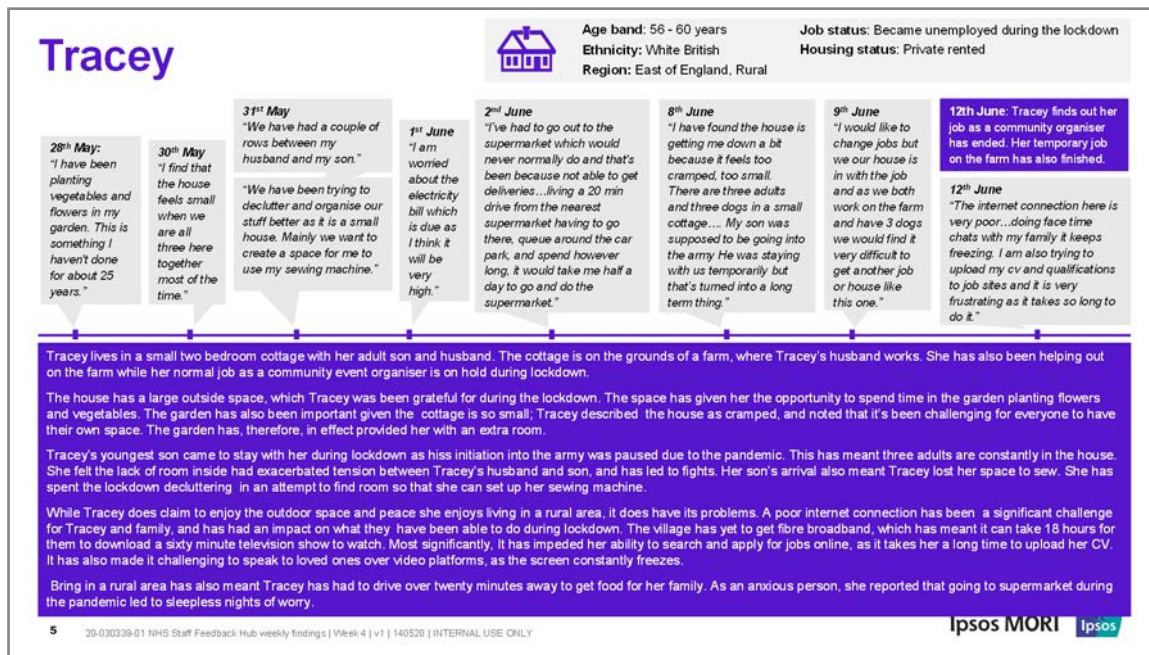 Tracey
Age band: 56 - 60 years
Ethnicity: White British
Region: East of England, Rural
Job status: Became unemployed during the lockdown
Housing status: Private rented
28th May:
"I have been
planting
vegetables and
flowers in my
garden. This is
something I
haven't done
for about 25
years."
30th May
"I find that
the house
feels small
when we
are all
three here
together
most of the
time."
31st May
"We have had a couple of
rows between my
husband and my son."
"We have been trying to
declutter and organise our
stuff better as it is a small
house. Mainly we want to
create a space for me to
use my sewing machine."
1st June
"I am
worried
about the
electricity
bill which
is due as
I think it
will be
very
high."
2nd June
"I've had to go out to the
supermarket which would
never normally do and that's
been because not able to get
deliveries…living a 20 min
drive from the nearest
supermarket having to go
there, queue around the car
park, and spend however
long, it would take me half a
day to go and do the
supermarket."
8th June
"I have found the house is
getting me down a bit
because it feels too
cramped, too small.
There are three adults
and three dogs in a small
cottage…. My son was
supposed to be going into
the army He was staying
with us temporarily but
that's turned into a long
term thing."
9th June
"I would like to
change jobs but
we our house is
in with the job
and as we both
work on the farm
and have 3 dogs
we would find it
very difficult to
get another job
or house like
this one."
12th June: Tracey finds out her
job as a community organiser
has ended. Her temporary job
on the farm has also finished.
12th June
"The internet connection here is
very poor…doing face time
chats with my family it keeps
freezing. I am also trying to
upload my cv and qualifications
to job sites and it is very
frustrating as it takes so long to
do it."
Tracey lives in a small two bedroom cottage with her adult son and husband. The cottage is on the grounds of a farm, where Tracey's husband works. She has also been helping out
on the farm while her normal job as a community event organiser is on hold during lockdown.
The house has a large outside space, which Tracey was grateful for during the lockdown. The space has given her the opportunity to spend time in the garden planting flowers
and vegetables. The garden has also been important given the cottage is so small; Tracey described the house as cramped, and noted that it's been challenging for everyone to have
their own space. The garden has, therefore, in effect provided her with an extra room.
Tracey's youngest son came to stay with her during lockdown as hiss initiation into the army was paused due to the pandemic. This has meant three adults are constantly in the house.
She felt the lack of room inside had exacerbated tension between Tracey's husband and son, and has led to fights. Her son's arrival also meant Tracey lost her space to sew. She has
spent the lockdown decluttering in an attempt to find room so that she can set up her sewing machine.
While Tracey does claim to enjoy the outdoor space and peace she enjoys living in a rural area, it does have its problems. A poor internet connection has been a significant challenge
for Tracey and family, and has had an impact on what they have been able to do during lockdown. The village has yet to get fibre broadband, which has meant it can take 18 hours for
them to download a sixty minute television show to watch. Most significantly, It has impeded her ability to search and apply for jobs online, as it takes her a long time to upload her CV.
It has also made it challenging to speak to loved ones over video platforms, as the screen constantly freezes.
Bring in a rural area has also meant Tracey has had to drive over twenty minutes away to get food for her family. As an anxious person, she reported that going to supermarket during
the pandemic led to sleepless nights of worry.
5
20-030339-01 NHS Staff Feedback Hub weekly findings | Week 4 | v1 | 140520 | INTERNAL USE ONLY
Ipsos MORI
Ipsos